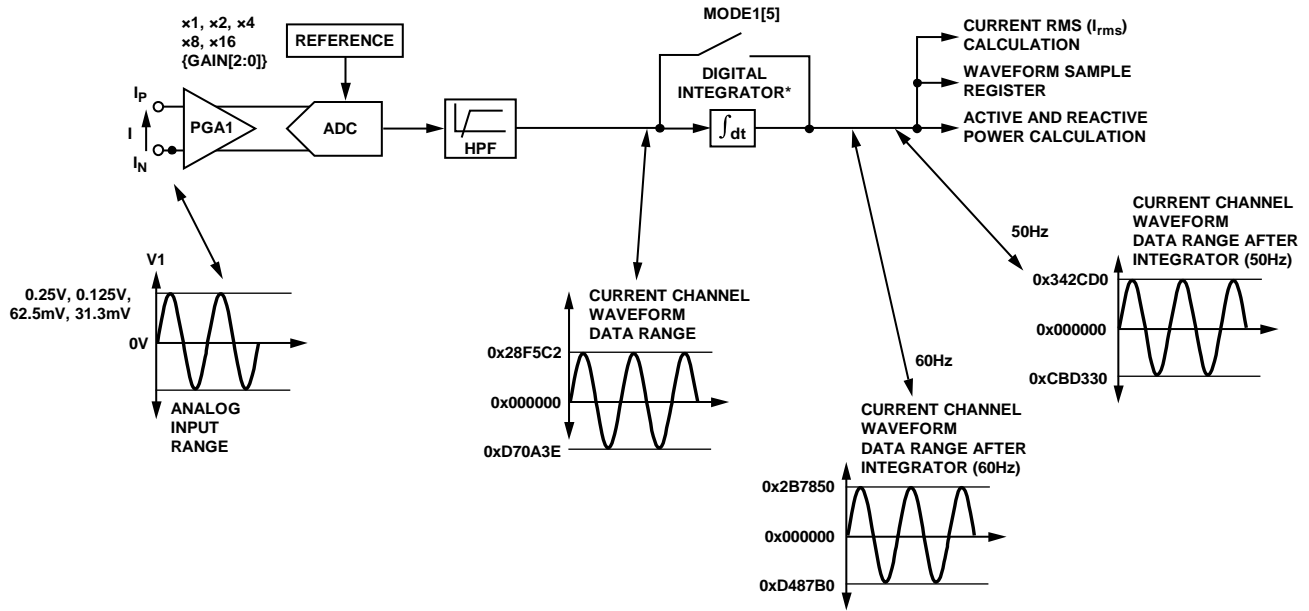 ×1, ×2, ×4
×8, ×16
{GAIN[2:0]}
REFERENCE
MODE1[5]
CURRENT RMS (Irms)
CALCULATION
DIGITAL
INTEGRATOR*
WAVEFORM SAMPLE
REGISTER
IP
I
IN
PGA1
ADC
HPF
∫dt
ACTIVE AND REACTIVE
POWER CALCULATION
50Hz
CURRENT CHANNEL
WAVEFORM
DATA RANGE AFTER
INTEGRATOR (50Hz)
0x342CD0
0x000000
0xCBD330
V1
0.25V, 0.125V,
62.5mV, 31.3mV
0V
ANALOG
INPUT
RANGE
CURRENT CHANNEL
WAVEFORM
DATA RANGE
0x28F5C2
0x000000
0xD70A3E
60Hz
CURRENT CHANNEL
WAVEFORM
DATA RANGE AFTER
INTEGRATOR (60Hz)
0x2B7850
0x000000
0xD487B0